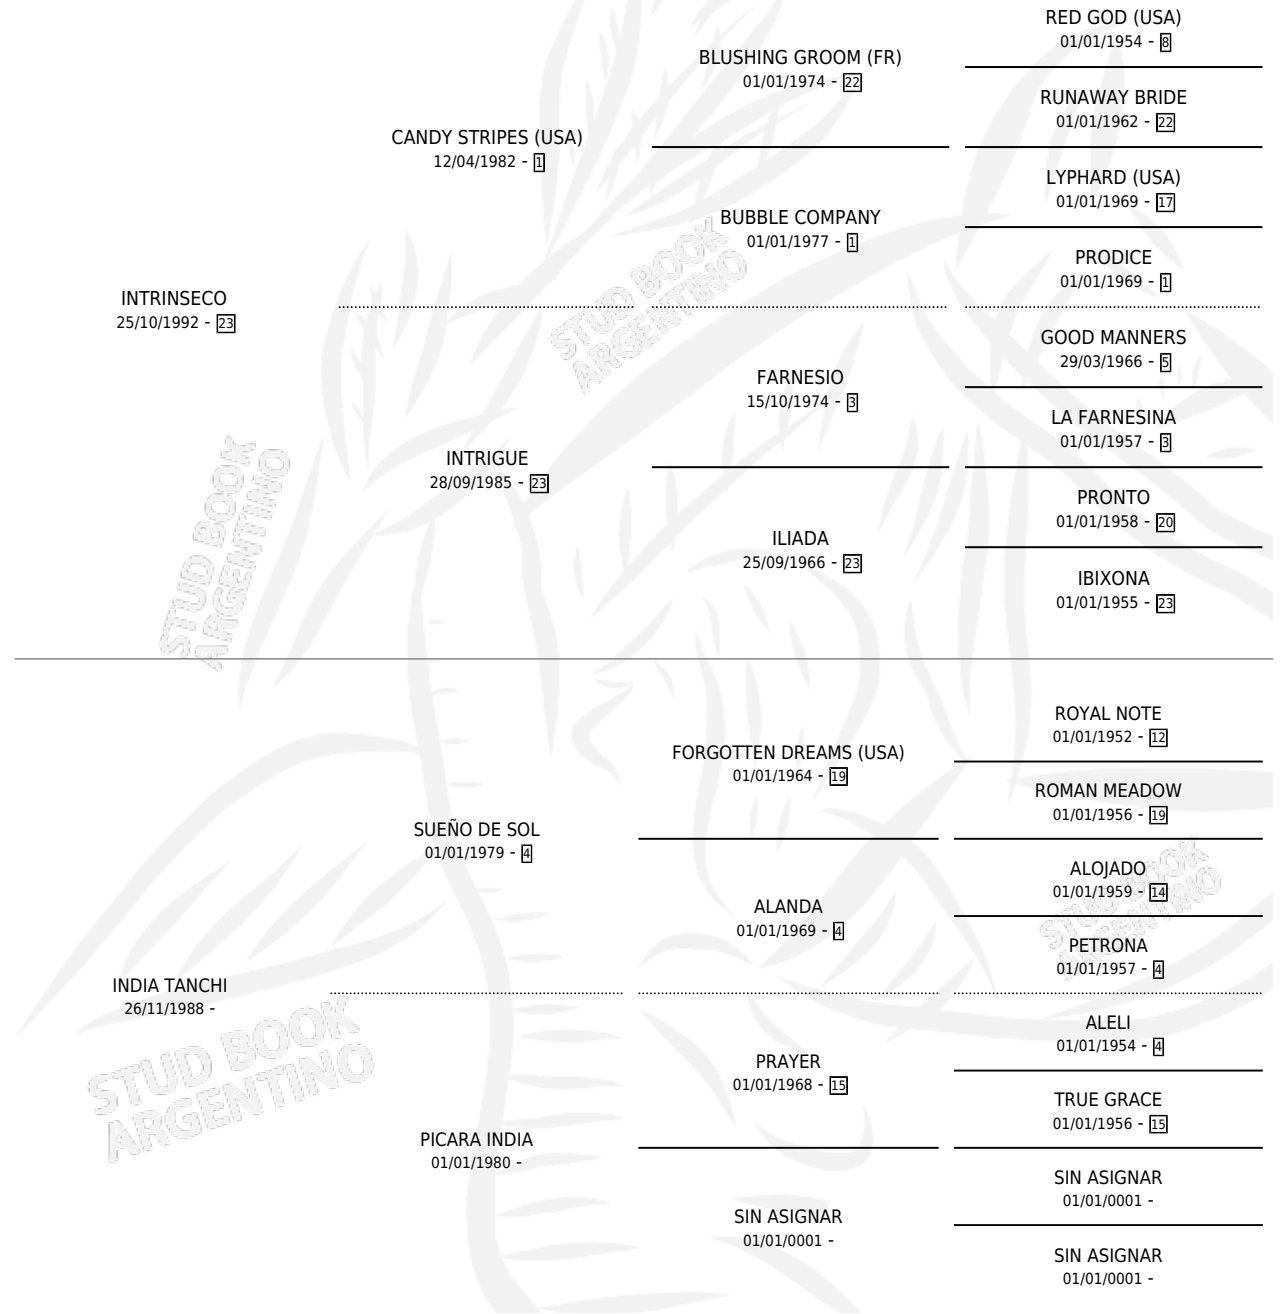 RED GOD (USA)
01/01/1954 - 8
BLUSHING GROOM (FR)
01/01/1974 - 22
RUNAWAY BRIDE
01/01/1962 - 22
CANDY STRIPES (USA)
12/04/1982 - 1
LYPHARD (USA)
01/01/1969 - 17
BUBBLE COMPANY
01/01/1977 - 1
PRODICE
01/01/1969 - 1
INTRINSECO
25/10/1992 - 23
GOOD MANNERS
29/03/1966 - 5
FARNESIO
15/10/1974 - 3
LA FARNESINA
01/01/1957 - 3
INTRIGUE
28/09/1985 - 23
PRONTO
01/01/1958 - 20
ILIADA
25/09/1966 - 23
IBIXONA
01/01/1955 - 23
ROYAL NOTE
01/01/1952 - 12
FORGOTTEN DREAMS (USA)
01/01/1964 - 19
ROMAN MEADOW
01/01/1956 - 19
SUEÑO DE SOL
01/01/1979 - 4
ALOJADO
01/01/1959 - 14
ALANDA
01/01/1969 - 4
PETRONA
01/01/1957 - 4
INDIA TANCHI
26/11/1988 -
ALELI
01/01/1954 - 4
PRAYER
01/01/1968 - 15
TRUE GRACE
01/01/1956 - 15
PICARA INDIA
01/01/1980 -
SIN ASIGNAR
01/01/0001 -
SIN ASIGNAR
01/01/0001 -
SIN ASIGNAR
01/01/0001 -
STUD BOOK
ARGENTINO
STUD BOOK
ARGENTINO
STUD BOOK
ARGENTINO
STUD BOOK
ARGENTINO